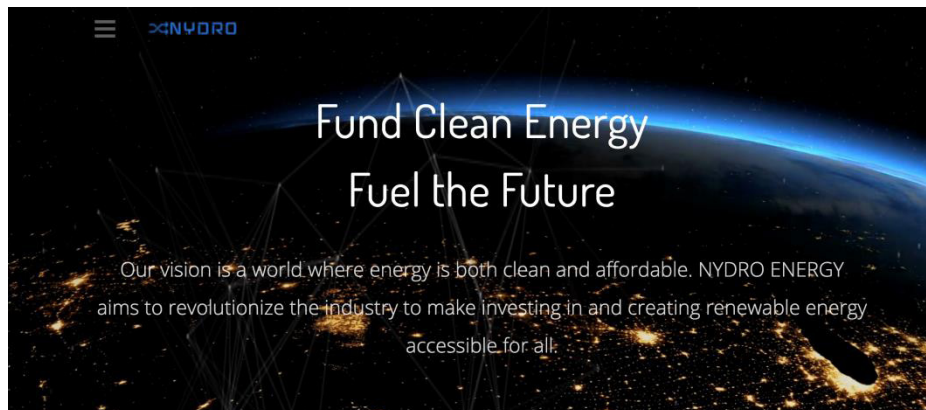 NYDRO
Fund Clean Energy
Fuel the Future
Our vision is a world where energy is both clean and affordable. NYDRO ENERGY
aims to revolutionize the industry to make investing in and creating renewable energy
accessible for all.